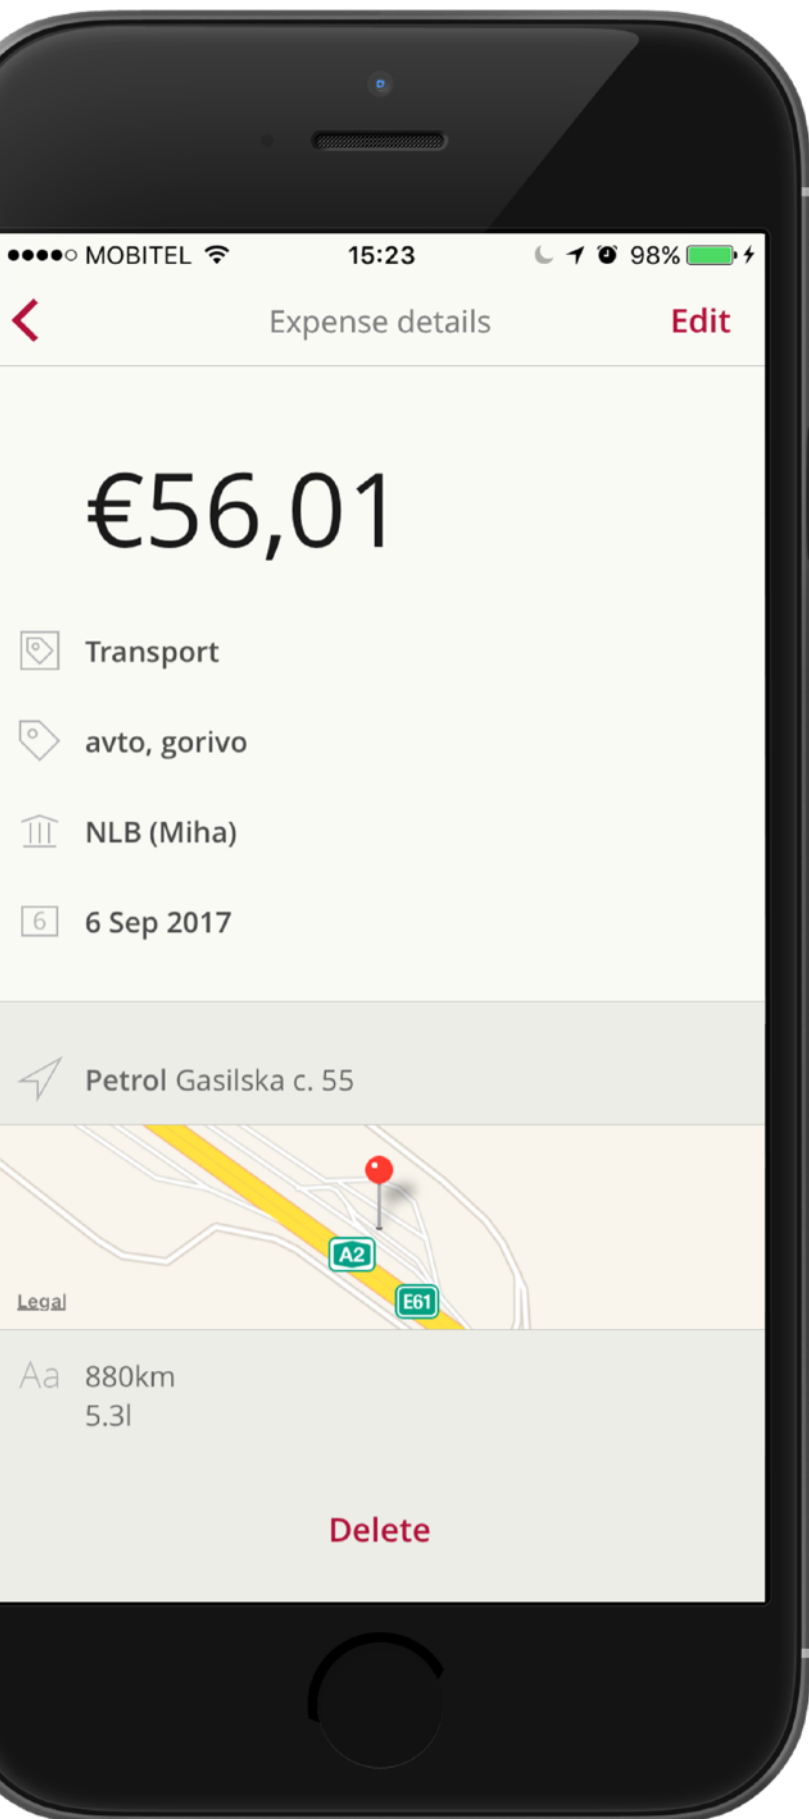 MOBITEL 15:23 98%
Expense details Edit
€56,01
Transport
avto, gorivo
NLB (Miha)
6 6 Sep 2017
Petrol Gasilska c. 55
A2
E61
Legal
Aa 880km
5.3l
Delete